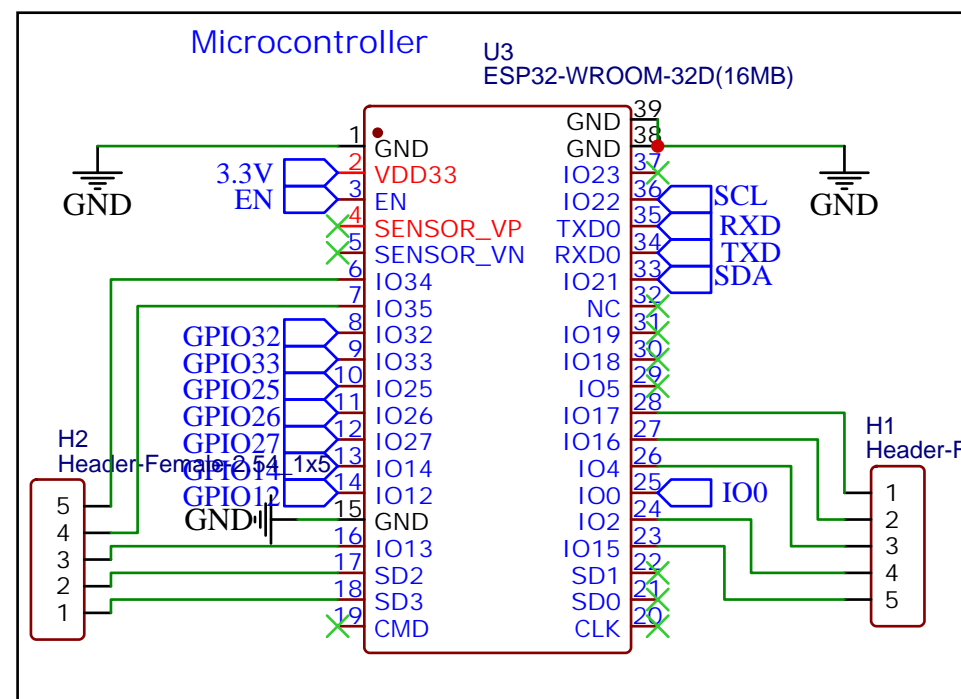 Microcontroller
U3
ESP32-WROOM-32D(16MB)
1 GND
2 VDD33
3 EN
4 SENSOR_VP
5 SENSOR_VN
6 IO34
7 IO35
8 IO32
9 IO33
10 IO25
11 IO26
12 IO27
13 IO14
14 IO12
15 GND
16 IO13
17 SD2
18 SD3
19 CMD
GND 39
GND 38
IO23 37
IO22 36
TXD0 35
RXD0 34
IO21 33
NC 32
IO19 31
IO18 30
IO5 29
IO17 28
IO16 27
IO4 26
IO0 25
IO2 24
IO15 23
SD1 22
SD0 21
CLK 20
GND
3.3V
EN
GPIO32
GPIO33
GPIO25
GPIO26
GPIO27
GPIO14
GPIO12
GND
H2
Header-Female-2.54_1x5
5
4
3
2
1
GND
SCL
RXD
TXD
SDA
IO0
H1
Header-F
1
2
3
4
5